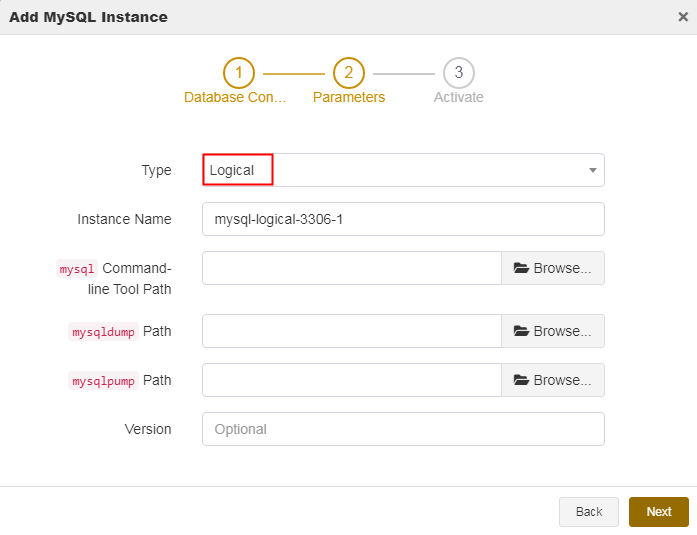 Add MySQL Instance ×
1 2 3
Database Con... Parameters Activate
Type Logical
Instance Name mysql-logical-3306-1
mysql Command-
line Tool Path
Browse...
mysqldump Path Browse...
mysqlpump Path Browse...
Version Optional
Back Next